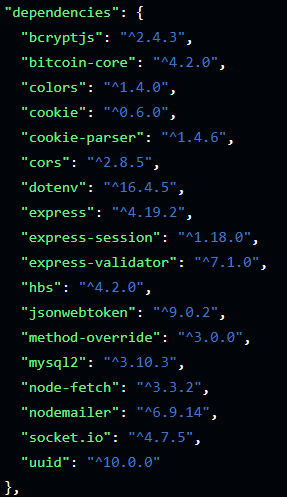 "dependencies": {
  "bcryptjs": "^2.4.3",
  "bitcoin-core": "^4.2.0",
  "colors": "^1.4.0",
  "cookie": "^0.6.0",
  "cookie-parser": "^1.4.6",
  "cors": "^2.8.5",
  "dotenv": "^16.4.5",
  "express": "^4.19.2",
  "express-session": "^1.18.0",
  "express-validator": "^7.1.0",
  "hbs": "^4.2.0",
  "jsonwebtoken": "^9.0.2",
  "method-override": "^3.0.0",
  "mysql2": "^3.10.3",
  "node-fetch": "^3.3.2",
  "nodemailer": "^6.9.14",
  "socket.io": "^4.7.5",
  "uuid": "^10.0.0"
},